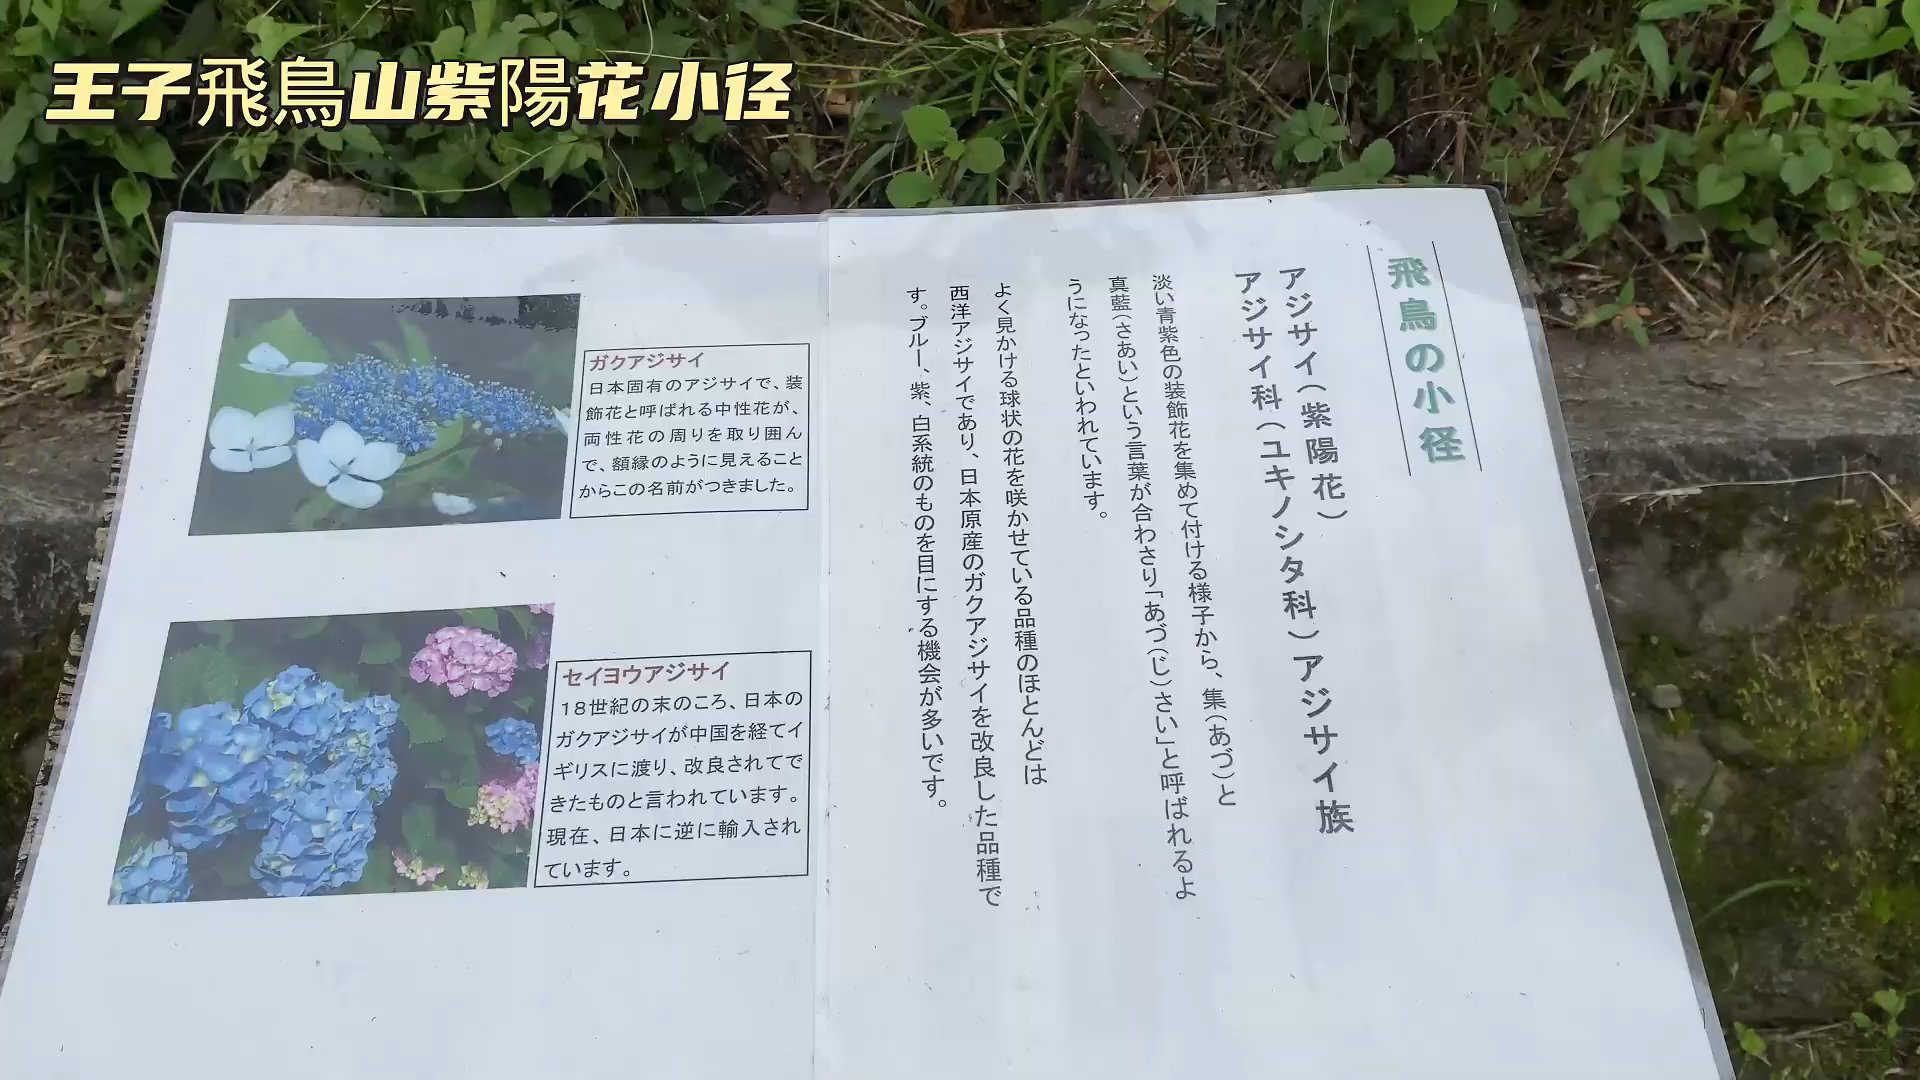 王子飛鳥山紫陽花小径
飛鳥の小径
アジサイ（紫陽花）
アジサイ科（ユキノシタ科）アジサイ族
淡い青紫色の装飾花を集めて付ける様子から、集（あづ）と
真藍（さあい）という言葉が合わさり「あづ（じ）さい」と呼ばれるよ
うになったといわれています。
よく見かける球状の花を咲かせている品種のほとんどは
西洋アジサイであり、日本原産のガクアジサイを改良した品種で
す。ブルー、紫、白系統のものを目にする機会が多いです。
ガクアジサイ
日本固有のアジサイで、装
飾花と呼ばれる中性花が、
両性花の周りを取り囲ん
で、額縁のように見えること
からこの名前がつきました。
セイヨウアジサイ
18世紀の末のころ、日本の
ガクアジサイが中国を経てイ
ギリスに渡り、改良されてで
きたものと言われています。
現在、日本に逆に輸入され
ています。